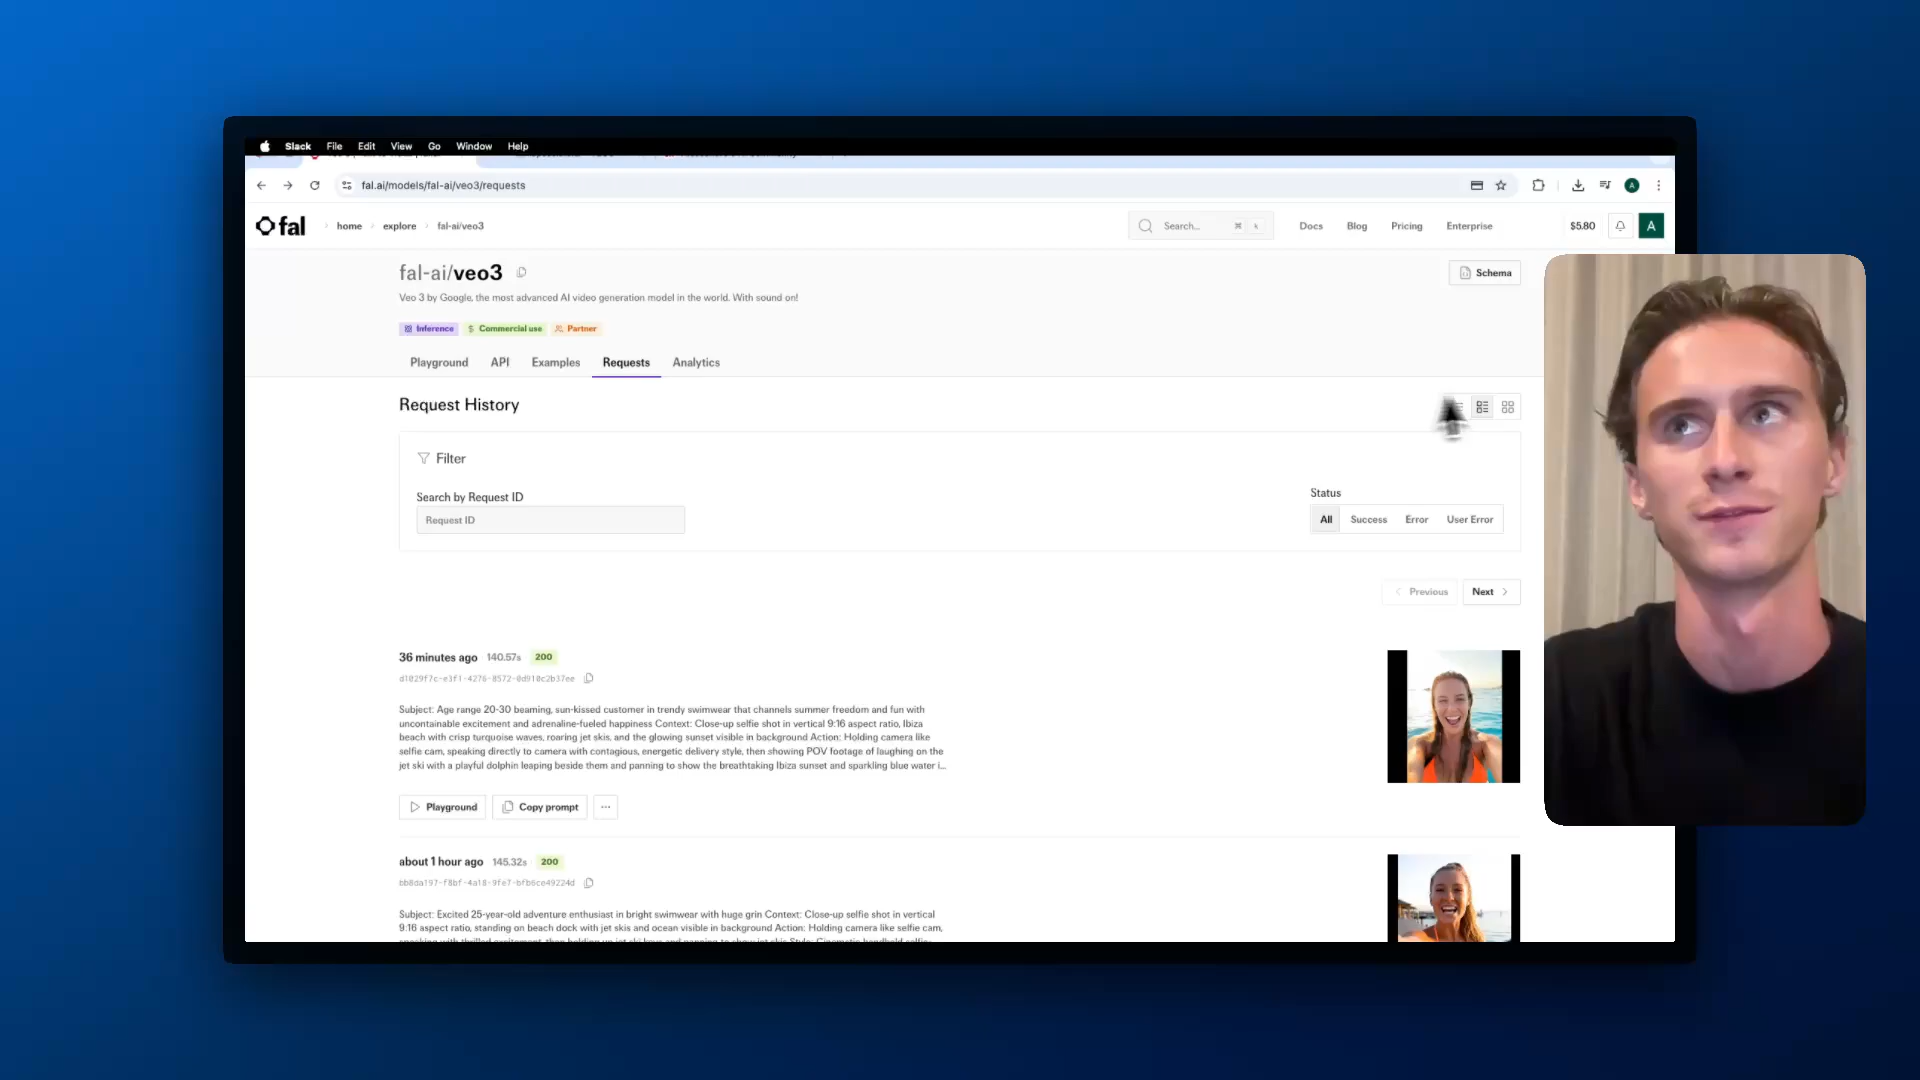 Slack File Edit View Go Window Help
fal.ai/models/fal-ai/veo3/requests
A
fal
home
explore
fal-ai/veo3
Search...
⌘
k
Docs
Blog
Pricing
Enterprise
$5.80
A
fal-ai/veo3
Schema
Veo 3 by Google, the most advanced AI video generation model in the world. With sound on!
Inference
Commercial use
Partner
Playground
API
Examples
Requests
Analytics
Request History
Filter
Search by Request ID
Request ID
Status
All
Success
Error
User Error
Previous
Next
36 minutes ago 140.57s 200
d1029f7c-e3f1-4276-8572-0d910c2b37ee
Subject: Age range 20-30 beaming, sun-kissed customer in trendy swimwear that channels summer freedom and fun with
uncontainable excitement and adrenaline-fueled happiness Context: Close-up selfie shot in vertical 9:16 aspect ratio, Ibiza
beach with crisp turquoise waves, roaring jet skis, and the glowing sunset visible in background Action: Holding camera like
selfie cam, speaking directly to camera with contagious, energetic delivery style, then showing POV footage of laughing on the
jet ski with a playful dolphin leaping beside them and panning to show the breathtaking Ibiza sunset and sparkling blue water i...
Playground
Copy prompt
...
about 1 hour ago 145.32s 200
bb8da197-f8bf-4a18-9fe7-bfb6ce49224d
Subject: Excited 25-year-old adventure enthusiast in bright swimwear with huge grin Context: Close-up selfie shot in vertical
9:16 aspect ratio, standing on beach dock with jet skis and ocean visible in background Action: Holding camera like selfie cam,